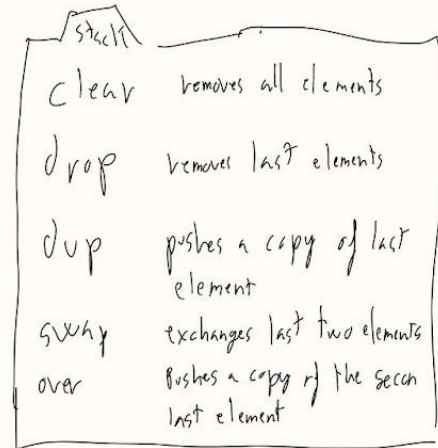 stack
clear removes all elements
drop removes last elements
dup pushes a copy of last
element
swap exchanges last two elements
over pushes a copy of the secon
last element